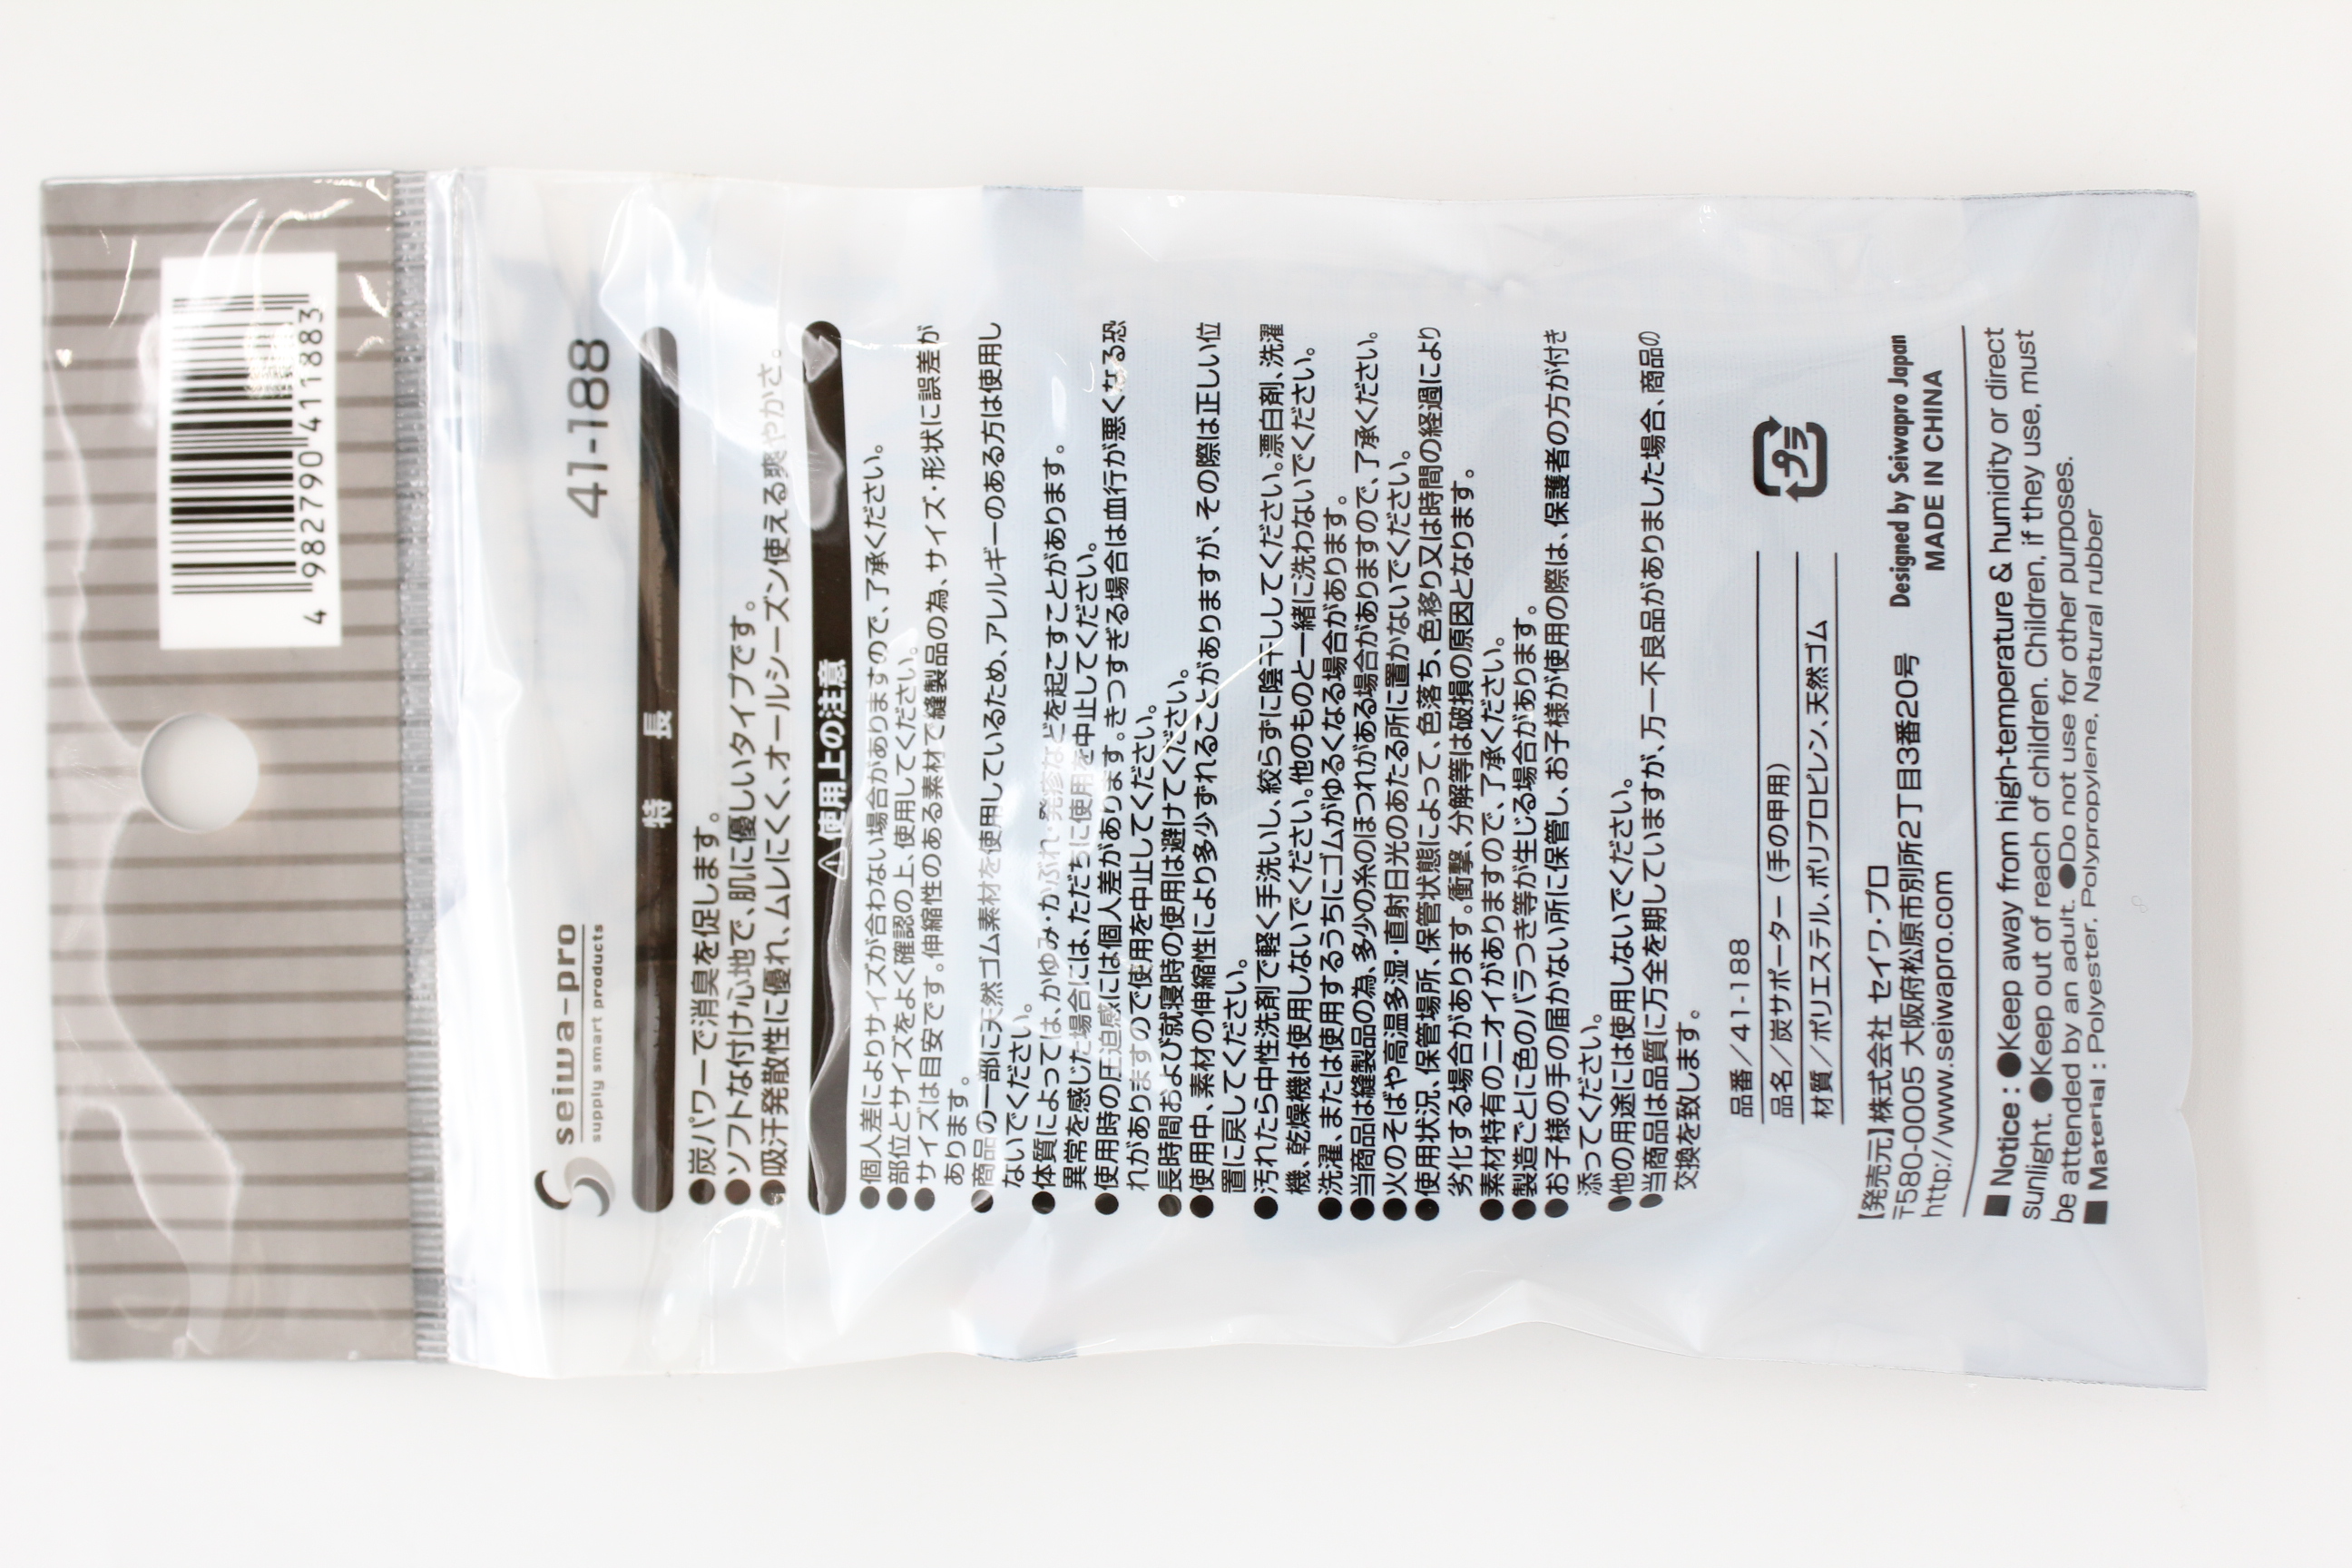 4 982790 411883
seiwa-pro
supply smart products
41-188
特 長
●炭パワーで消臭を促します。
●ソフトな付け心地で、肌に優しいタイプです。
●吸汗発散性に優れ、ムレにくく、オールシーズン使える爽やかさ。
⚠使用上の注意
●個人差によりサイズが合わない場合がありますので、了承ください。
●部位とサイズをよく確認の上、使用してください。
●サイズは目安です。伸縮性のある素材で縫製品の為、サイズ・形状に誤差が
あります。
●商品の一部に天然ゴム素材を使用しているため、アレルギーのある方は使用し
ないでください。
●体質によっては、かゆみ・かぶれ・発疹などを起こすことがあります。
異常を感じた場合には、ただちに使用を中止してください。
●使用時の圧迫感には個人差があります。きつすぎる場合は血行が悪くなる恐
れがありますので使用を中止してください。
●長時間および就寝時の使用は避けてください。
●使用中、素材の伸縮性により多少ずれることがありますが、その際は正しい位
置に戻してください。
●汚れたら中性洗剤で軽く手洗いし、絞らずに陰干ししてください。漂白剤、洗濯
機、乾燥機は使用しないでください。他のものと一緒に洗わないでください。
●洗濯、または使用するうちにゴムがゆるくなる場合があります。
●当商品は縫製品の為、多少の糸のほつれがある場合がありますので、了承ください。
●火のそばや高温多湿・直射日光のあたる所に置かないでください。
●使用状況、保管場所、保管状態によって、色落ち、色移り又は時間の経過により
劣化する場合があります。衝撃、分解等は破損の原因となります。
●素材特有のニオイがありますので、了承ください。
●製造ごとに色のバラつき等が生じる場合があります。
●お子様の手の届かない所に保管し、お子様が使用の際は、保護者の方が付き
添ってください。
●他の用途には使用しないでください。
●当商品は品質に万全を期していますが、万一不良品がありました場合、商品の
交換を致します。
品番／41-188
品名／炭サポーター（手の甲用）
材質／ポリエステル、ポリプロピレン、天然ゴム
プラ
【発売元】株式会社 セイワ・プロ
〒580-0005 大阪府松原市別所2丁目3番20号
http://www.seiwapro.com
Designed by Seiwapro Japan
MADE IN CHINA
■Notice : ●Keep away from high-temperature & humidity or direct
sunlight. ●Keep out of reach of children. Children, if they use, must
be attended by an adult. ●Do not use for other purposes.
■Material : Polyester, Polypropylene, Natural rubber